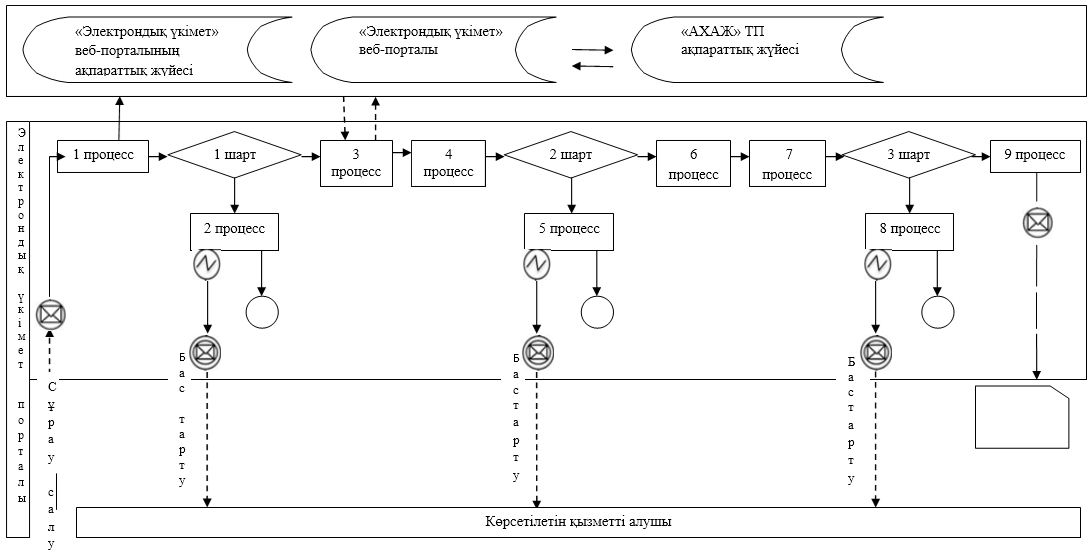 «Электрондық үкімет»
веб-порталының
ақпараттық жүйесі
«Электрондық үкімет»
веб-порталы
«АХАЖ» ТП
ақпараттық жүйесі
Электрондық үкімет порталы
1 процесс
1 шарт
3
процесс
4
процесс
2 шарт
6
процесс
7
процесс
3 шарт
9 процесс
2 процесс
5 процесс
8 процесс
Сұрау салу
Бас тарту
Бас тарту
Бас тарту
Көрсетілетін қызметті алушы